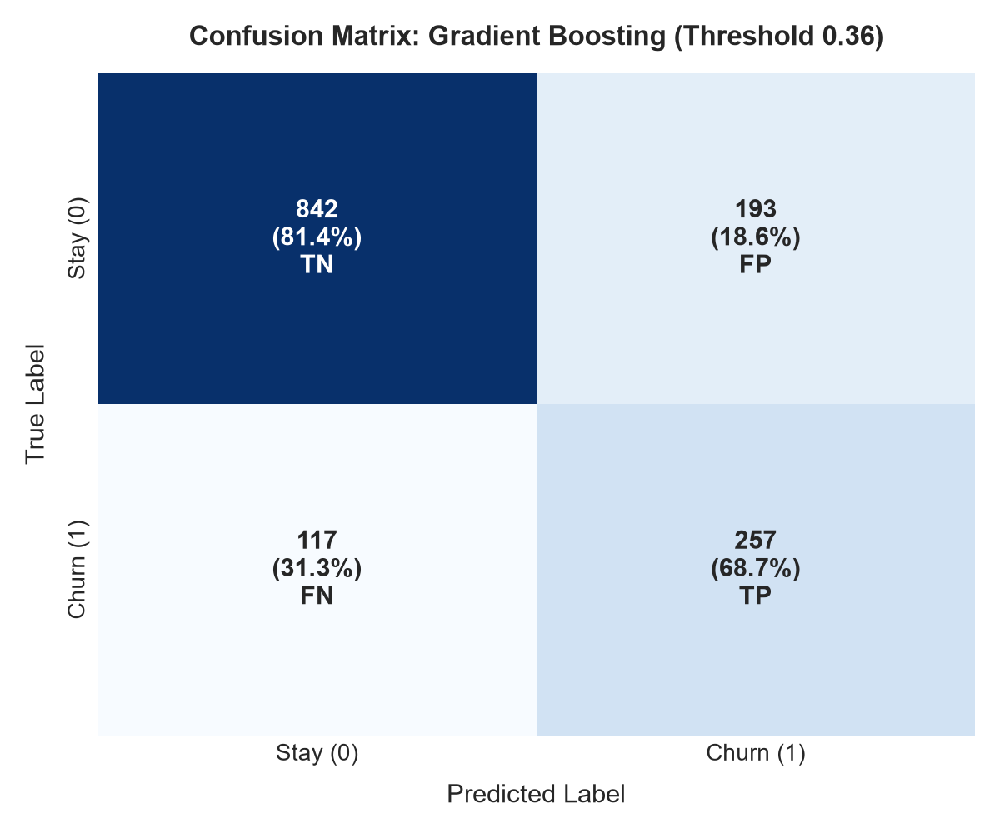 Confusion Matrix: Gradient Boosting (Threshold 0.36)
True Label
Stay (0)
842
(81.4%)
TN
193
(18.6%)
FP
Churn (1)
117
(31.3%)
FN
257
(68.7%)
TP
Stay (0)
Churn (1)
Predicted Label